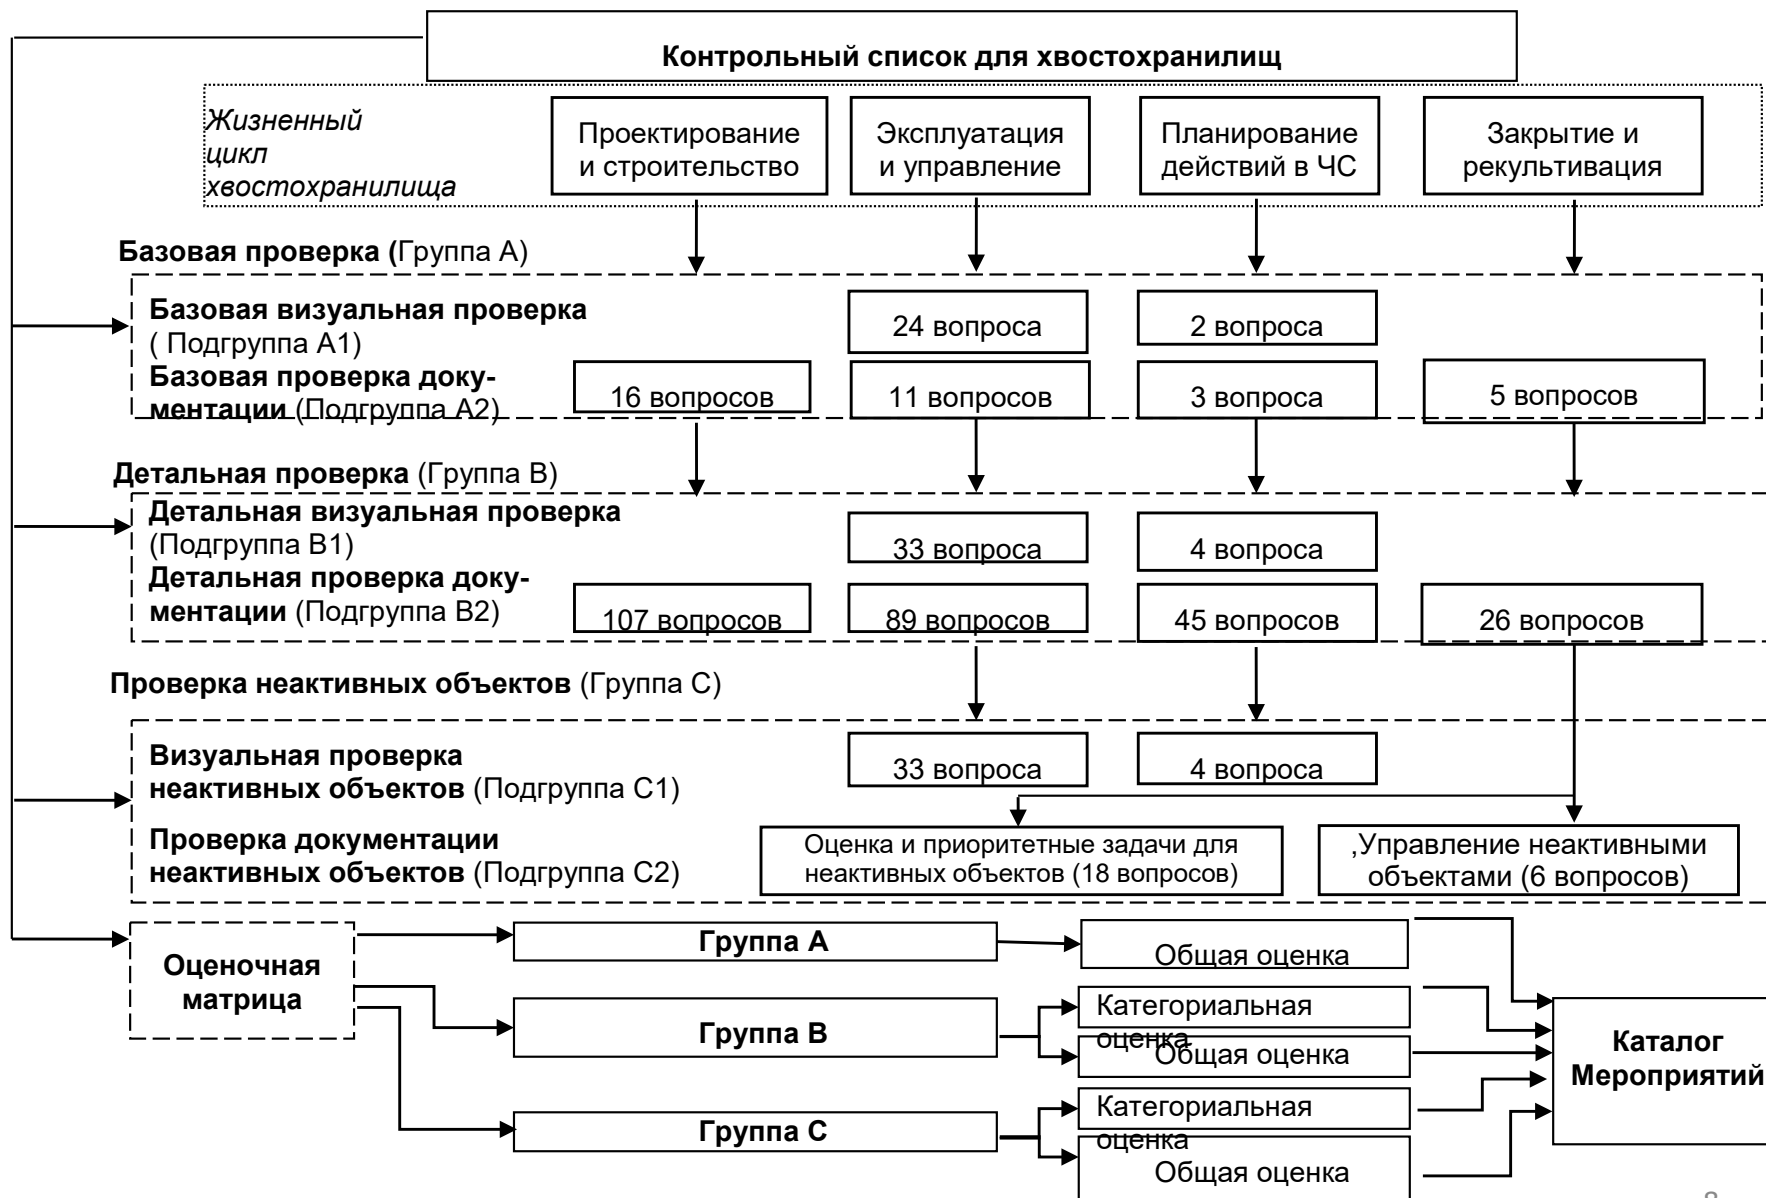 Контрольный список для хвостохранилищ
Жизненный
цикл
хвостохранилища
Проектирование
и строительство
Эксплуатация
и управление
Планирование
действий в ЧС
Закрытие и
рекультивация
Базовая проверка (Группа А)
Базовая визуальная проверка
( Подгруппа А1)
24 вопроса
2 вопроса
Базовая проверка доку-
ментации (Подгруппа А2)
16 вопросов
11 вопросов
3 вопроса
5 вопросов
Детальная проверка (Группа В)
Детальная визуальная проверка
(Подгруппа В1)
33 вопроса
4 вопроса
Детальная проверка доку-
ментации (Подгруппа В2)
107 вопросов
89 вопросов
45 вопросов
26 вопросов
Проверка неактивных объектов (Группа С)
Визуальная проверка
неактивных объектов (Подгруппа С1)
33 вопроса
4 вопроса
Проверка документации
неактивных объектов (Подгруппа С2)
Оценка и приоритетные задачи для
неактивных объектов (18 вопросов)
,Управление неактивными
объектами (6 вопросов)
Оценочная
матрица
Группа А
Общая оценка
Группа В
Категориальная
оценка
Общая оценка
Группа С
Категориальная
оценка
Общая оценка
Каталог
Мероприятий